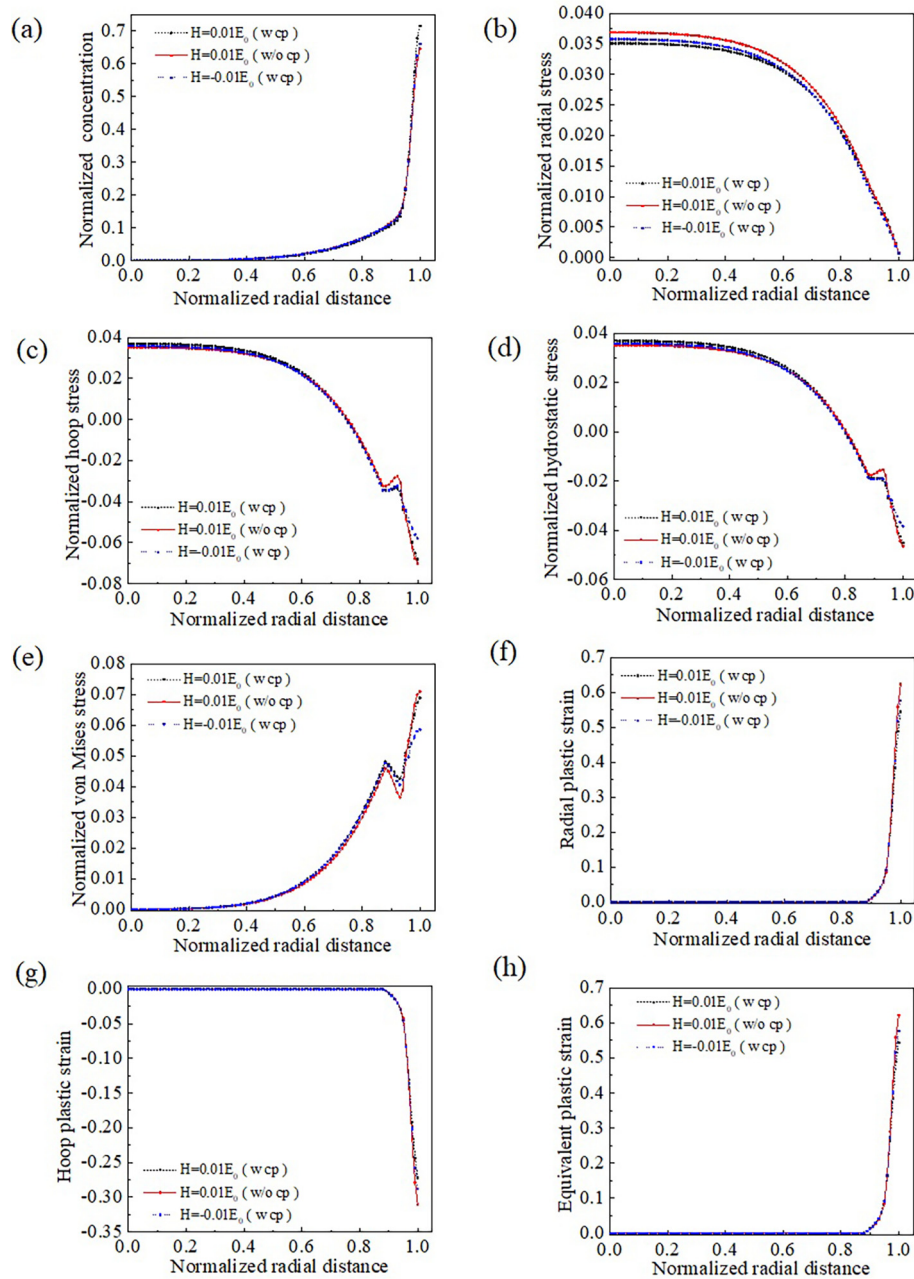 (a)
Normalized concentration
0.7
0.6
0.5
0.4
0.3
0.2
0.1
0.0
H=0.01E₀ (w cp)
H=0.01E₀ (w/o cp)
H=-0.01E₀ (w cp)
0.0 0.2 0.4 0.6 0.8 1.0
Normalized radial distance
(b)
Normalized radial stress
0.040
0.035
0.030
0.025
0.020
0.015
0.010
0.005
0.000
H=0.01E₀ (w cp)
H=0.01E₀ (w/o cp)
H=-0.01E₀ (w cp)
0.0 0.2 0.4 0.6 0.8 1.0
Normalized radial distance
(c)
Normalized hoop stress
0.04
0.02
0.00
-0.02
-0.04
-0.06
-0.08
H=0.01E₀ (w cp)
H=0.01E₀ (w/o cp)
H=-0.01E₀ (w cp)
0.0 0.2 0.4 0.6 0.8 1.0
Normalized radial distance
(d)
Normalized hydrostatic stress
0.04
0.02
0.00
-0.02
-0.04
-0.06
H=0.01E₀ (w cp)
H=0.01E₀ (w/o cp)
H=-0.01E₀ (w cp)
0.0 0.2 0.4 0.6 0.8 1.0
Normalized radial distance
(e)
Normalized von Mises stress
0.08
0.07
0.06
0.05
0.04
0.03
0.02
0.01
0.00
H=0.01E₀ (w cp)
H=0.01E₀ (w/o cp)
H=-0.01E₀ (w cp)
0.0 0.2 0.4 0.6 0.8 1.0
Normalized radial distance
(f)
Radial plastic strain
0.7
0.6
0.5
0.4
0.3
0.2
0.1
0.0
H=0.01E₀ (w cp)
H=0.01E₀ (w/o cp)
H=-0.01E₀ (w cp)
0.0 0.2 0.4 0.6 0.8 1.0
Normalized radial distance
(g)
Hoop plastic strain
0.00
-0.05
-0.10
-0.15
-0.20
-0.25
-0.30
-0.35
H=0.01E₀ (w cp)
H=0.01E₀ (w/o cp)
H=-0.01E₀ (w cp)
0.0 0.2 0.4 0.6 0.8 1.0
Normalized radial distance
(h)
Equivalent plastic strain
0.7
0.6
0.5
0.4
0.3
0.2
0.1
0.0
H=0.01E₀ (w cp)
H=0.01E₀ (w/o cp)
H=-0.01E₀ (w cp)
0.0 0.2 0.4 0.6 0.8 1.0
Normalized radial distance